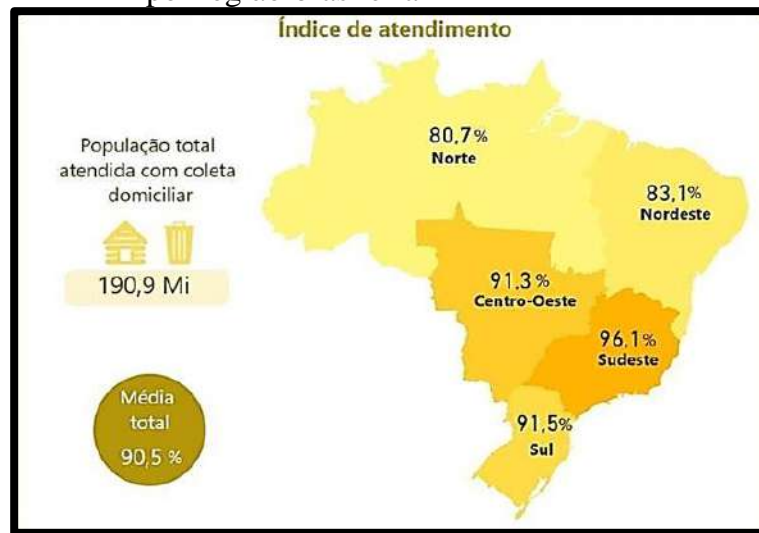 Índice de atendimento
População total
atendida com coleta
domiciliar
190,9 Mi
Média
total
90,5 %
80,7%
Norte
83,1%
Nordeste
91,3%
Centro-Oeste
96,1%
Sudeste
91,5%
Sul